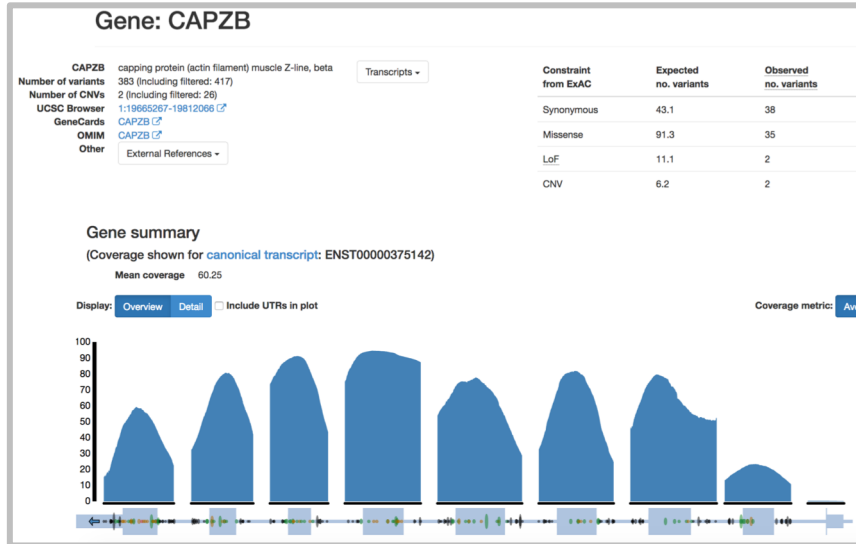 Gene: CAPZB
CAPZB capping protein (actin filament) muscle Z-line, beta
Number of variants 383 (Including filtered: 417)
Number of CNVs 2 (Including filtered: 26)
UCSC Browser 1:19665267-19812066
GeneCards CAPZB
OMIM CAPZB
Other External References
Transcripts
Constraint from ExAC Expected no. variants Observed no. variants
Synonymous 43.1 38
Missense 91.3 35
LoF 11.1 2
CNV 6.2 2
Gene summary
(Coverage shown for canonical transcript: ENST00000375142)
Mean coverage 60.25
Display: Overview Detail Include UTRs in plot
Coverage metric:
100
90
80
70
60
50
40
30
20
10
0